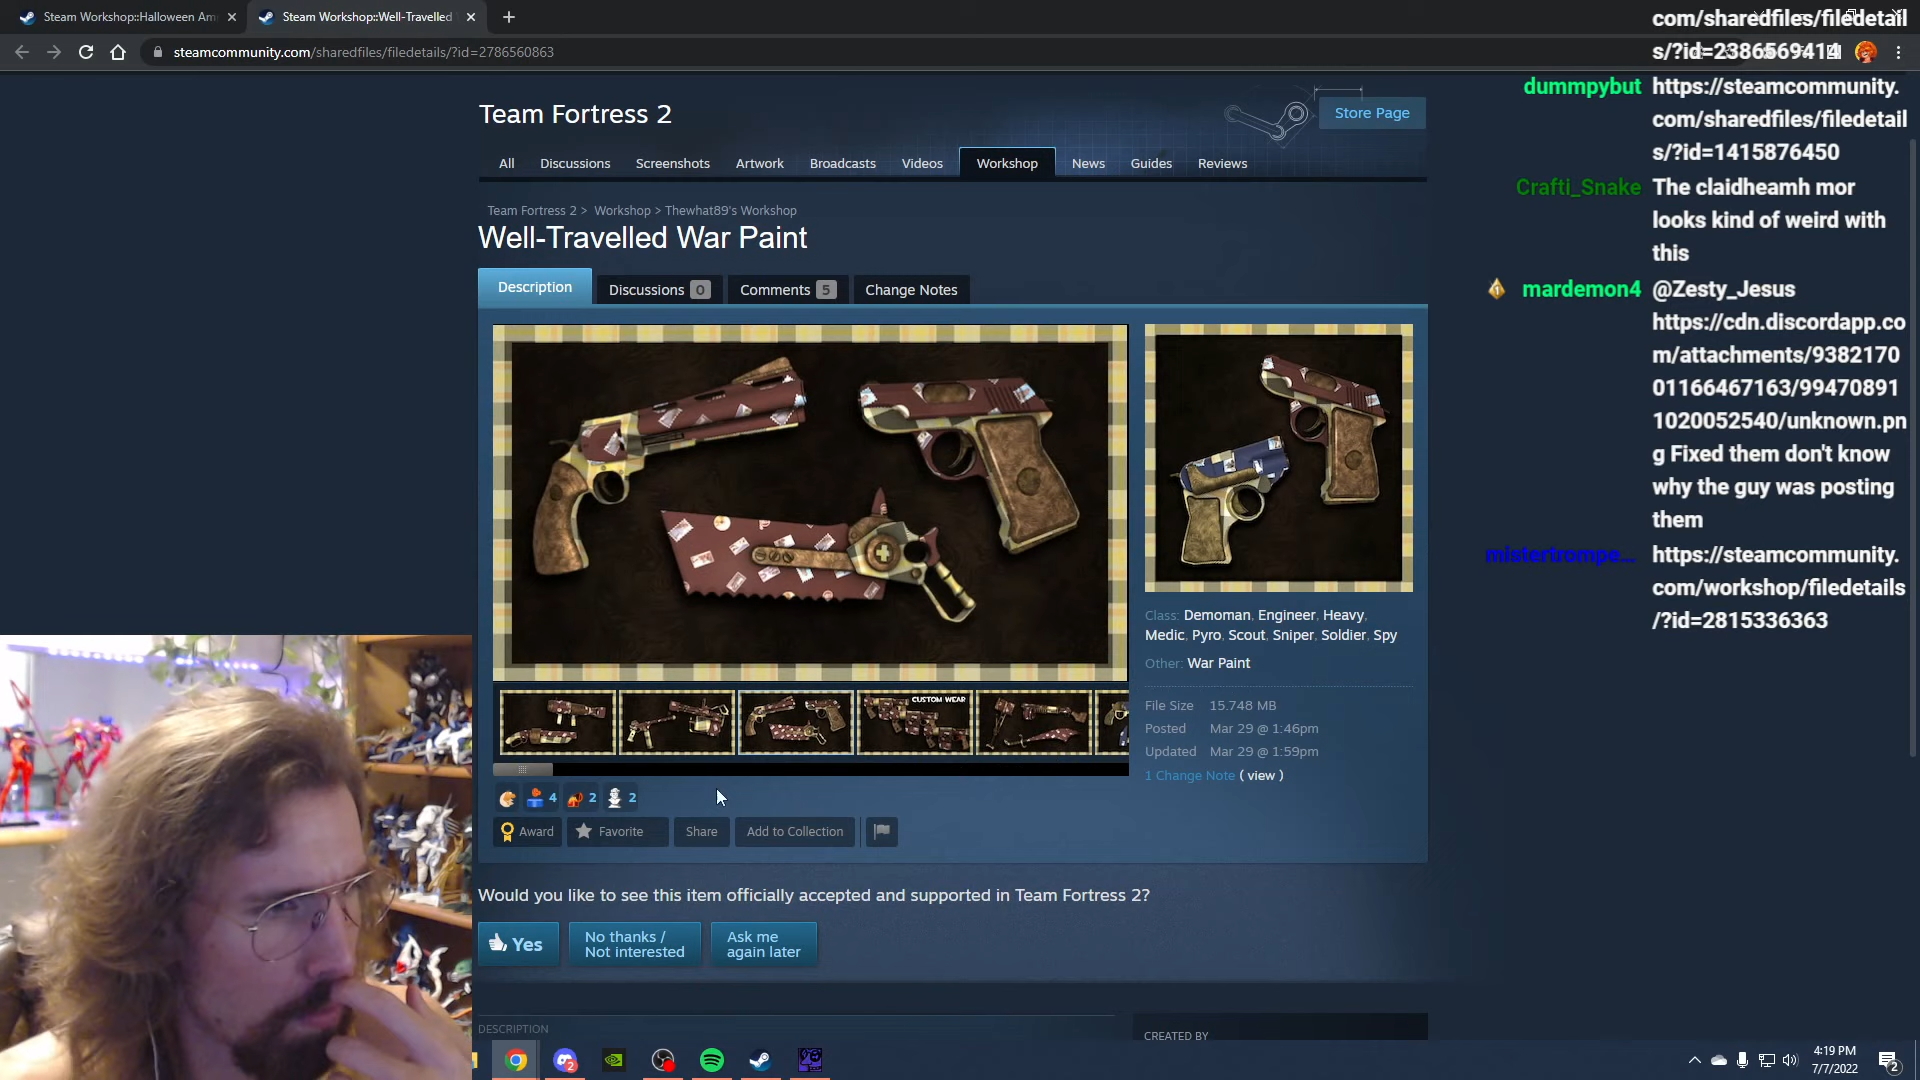 Steam Workshop::Halloween Am
Steam Workshop::Well-Travelled
steamcommunity.com/sharedfiles/filedetails/?id=2786560863
Team Fortress 2
Store Page
All
Discussions
Screenshots
Artwork
Broadcasts
Videos
Workshop
News
Guides
Reviews
Team Fortress 2 > Workshop > Thewhat89's Workshop
Well-Travelled War Paint
Description
Discussions 0
Comments 5
Change Notes
CUSTOM WEAR
Class: Demoman, Engineer, Heavy,
Medic, Pyro, Scout, Sniper, Soldier, Spy
Other: War Paint
File Size 15.748 MB
Posted Mar 29 @ 1:46pm
Updated Mar 29 @ 1:59pm
1 Change Note ( view )
4
2
2
Award
Favorite
Share
Add to Collection
Would you like to see this item officially accepted and supported in Team Fortress 2?
Yes
No thanks /
Not interested
Ask me
again later
DESCRIPTION
CREATED BY
com/sharedfiles/filedetail
s/?id=2386569414
dummpybut https://steamcommunity.
com/sharedfiles/filedetail
s/?id=1415876450
Crafti_Snake The claidheamh mor
looks kind of weird with
this
mardemon4 @Zesty_Jesus
https://cdn.discordapp.co
m/attachments/9382170
01166467163/99470891
1020052540/unknown.pn
g Fixed them don't know
why the guy was posting
them
mistertrompe... https://steamcommunity.
com/workshop/filedetails
/?id=2815336363
2
4:19 PM
7/7/2022
2